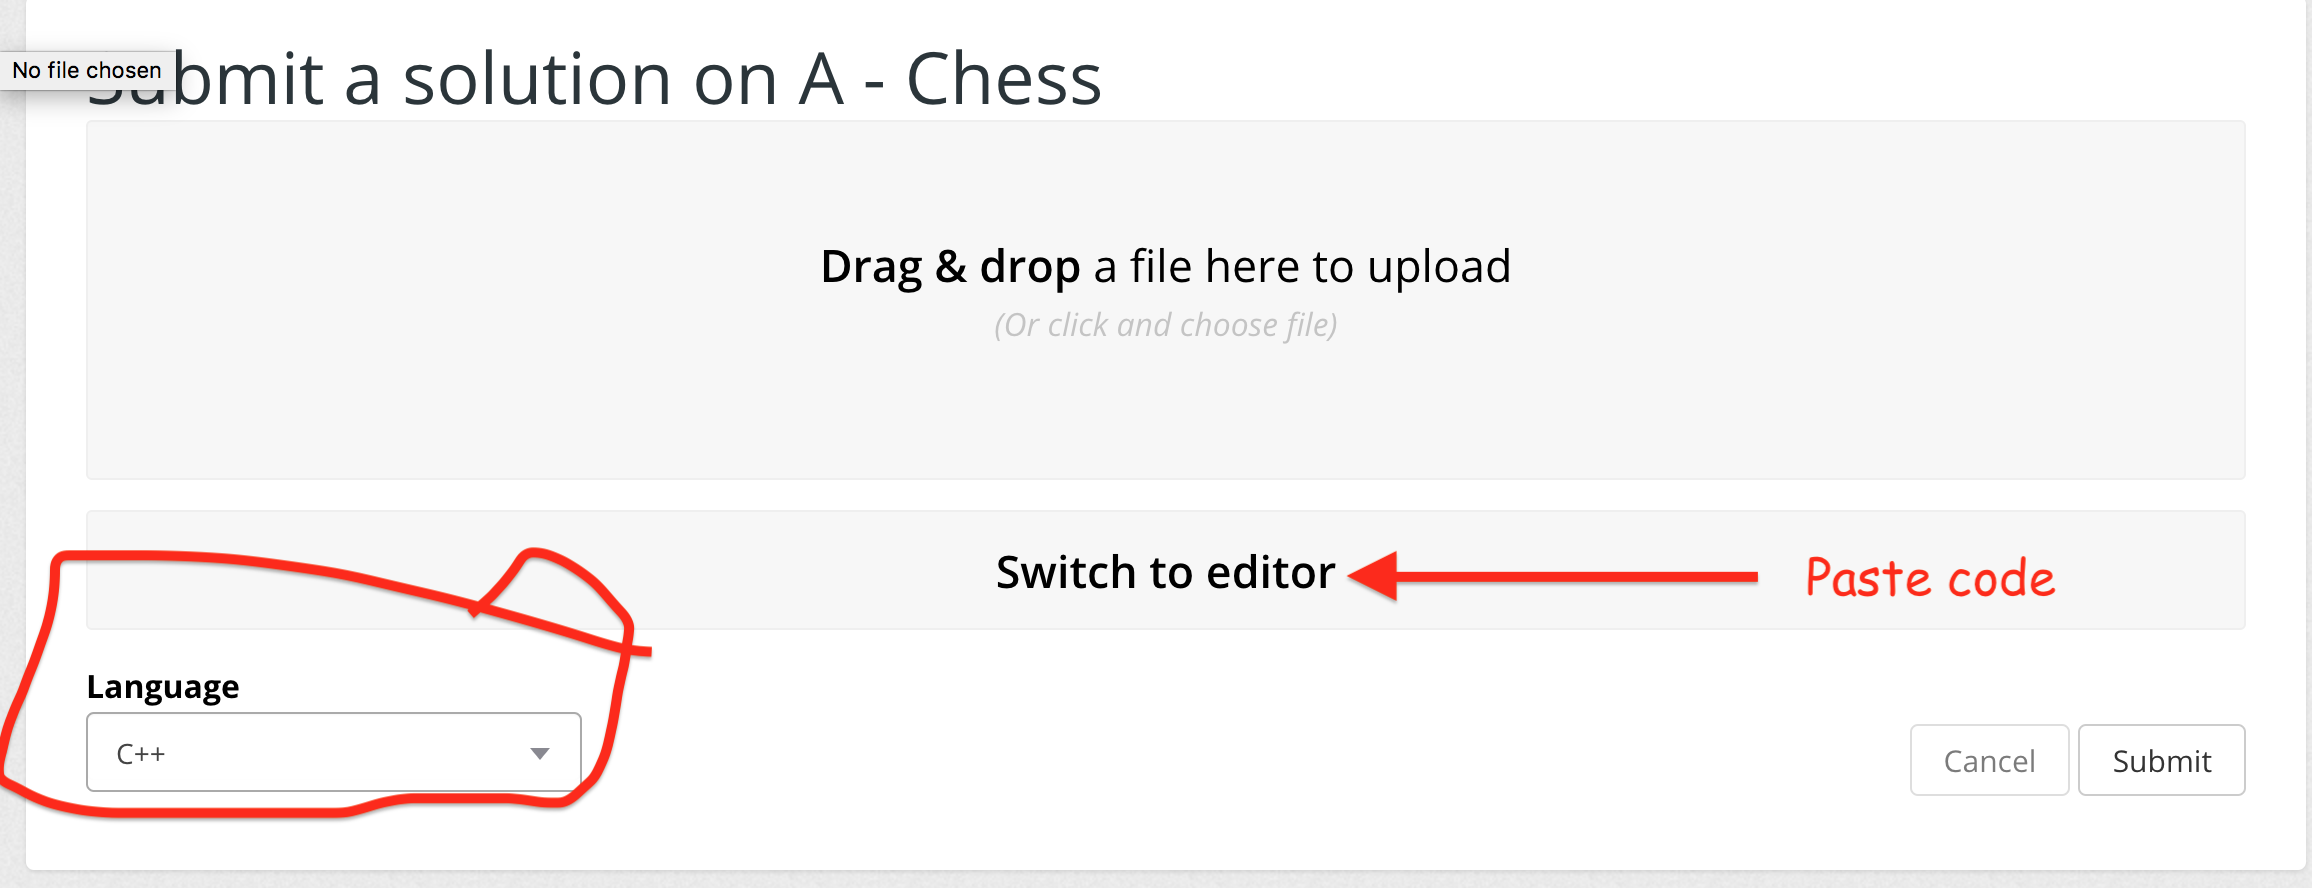 No file chosen
Submit a solution on A - Chess
Drag & drop a file here to upload
(Or click and choose file)
Switch to editor
Paste code
Language
C++
Cancel
Submit